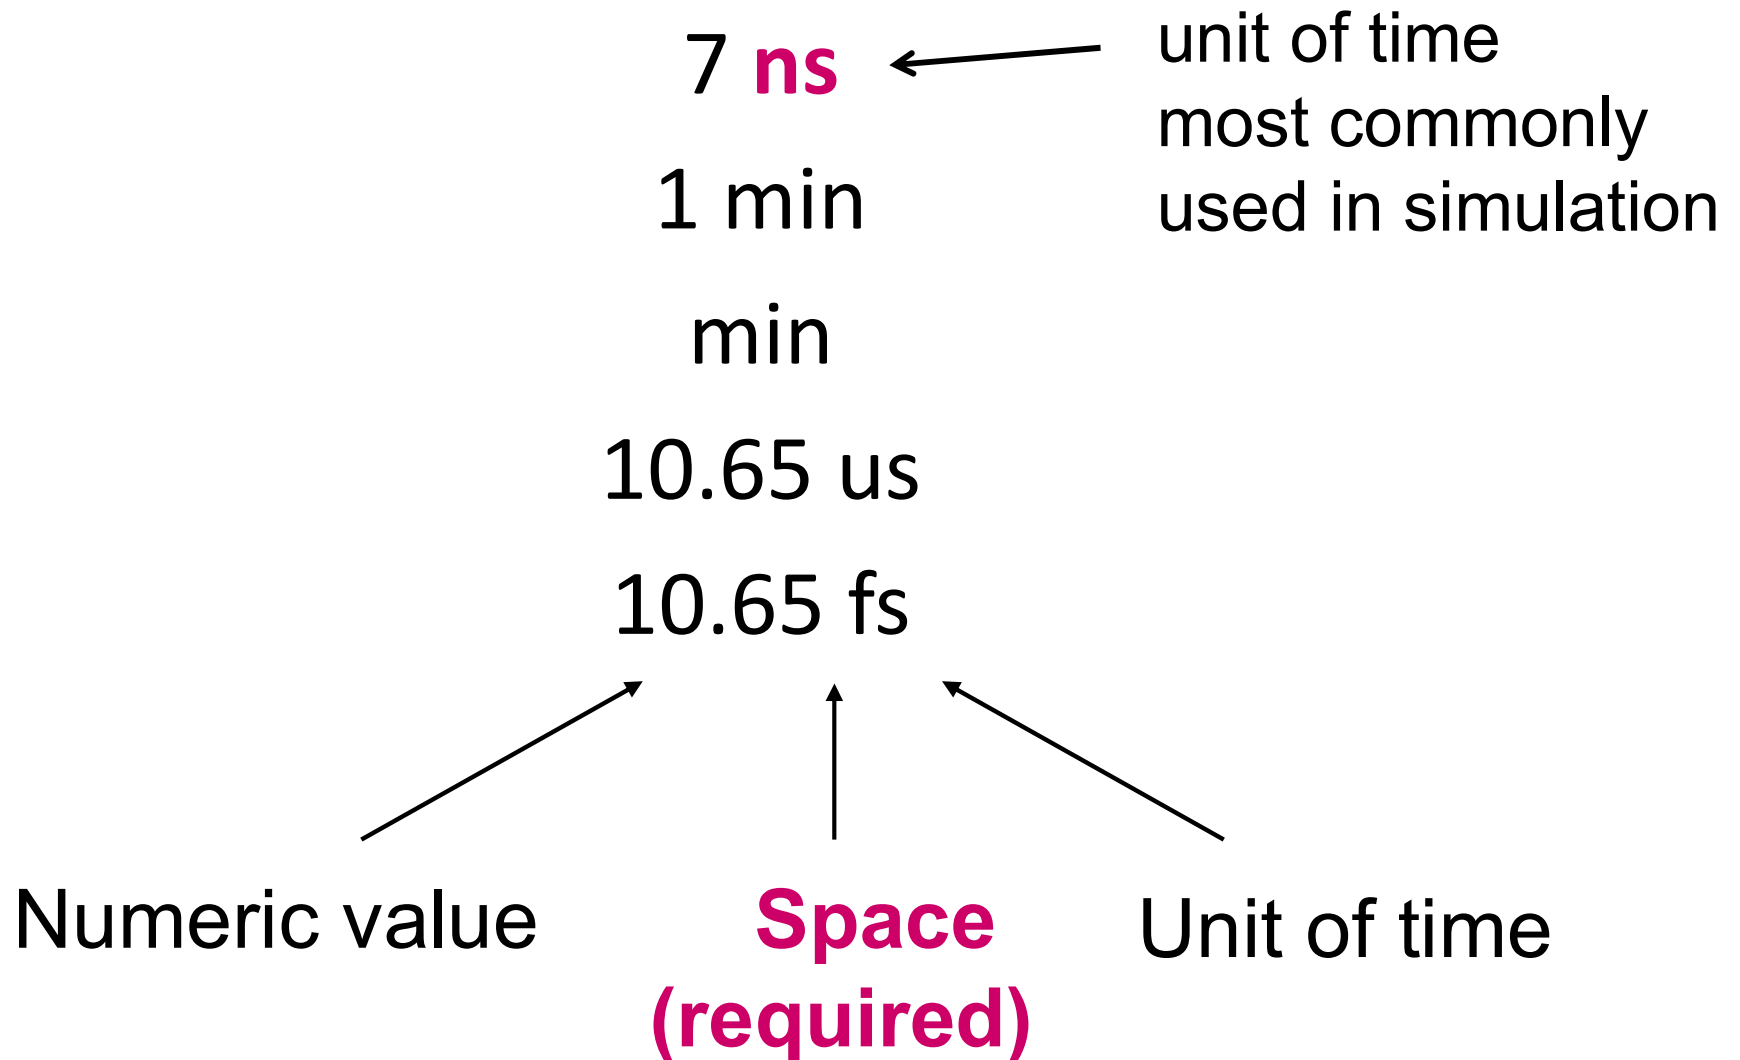 7 ns
unit of time
most commonly
used in simulation
1 min
min
10.65 us
10.65 fs
Numeric value
Space
(required)
Unit of time